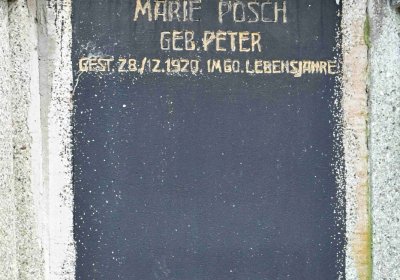 MARIE POSCH
GEB. PETER
GEST. 28/12.1920. IM 60. LEBENSJAHRE.